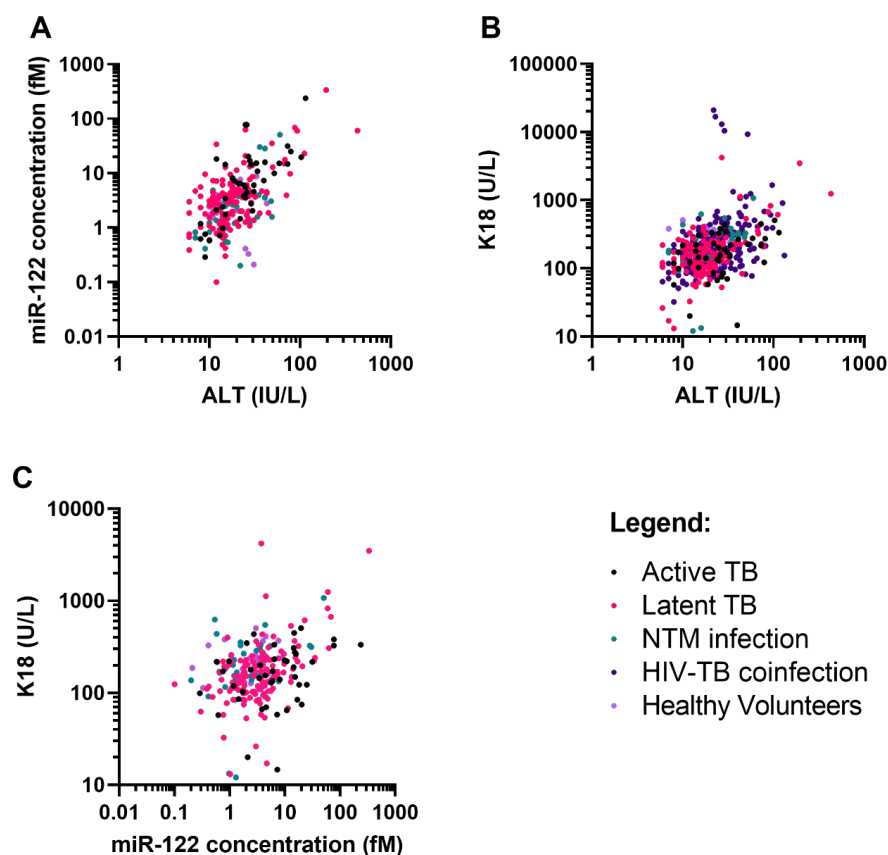 A
miR-122 concentration (fM)
1000
100
10
1
0.1
0.01
1
10
100
1000
ALT (IU/L)
B
K18 (U/L)
100000
10000
1000
100
10
1
10
100
1000
ALT (IU/L)
C
K18 (U/L)
10000
1000
100
10
0.01
0.1
1
10
100
1000
miR-122 concentration (fM)
Legend:
Active TB
Latent TB
NTM infection
HIV-TB coinfection
Healthy Volunteers